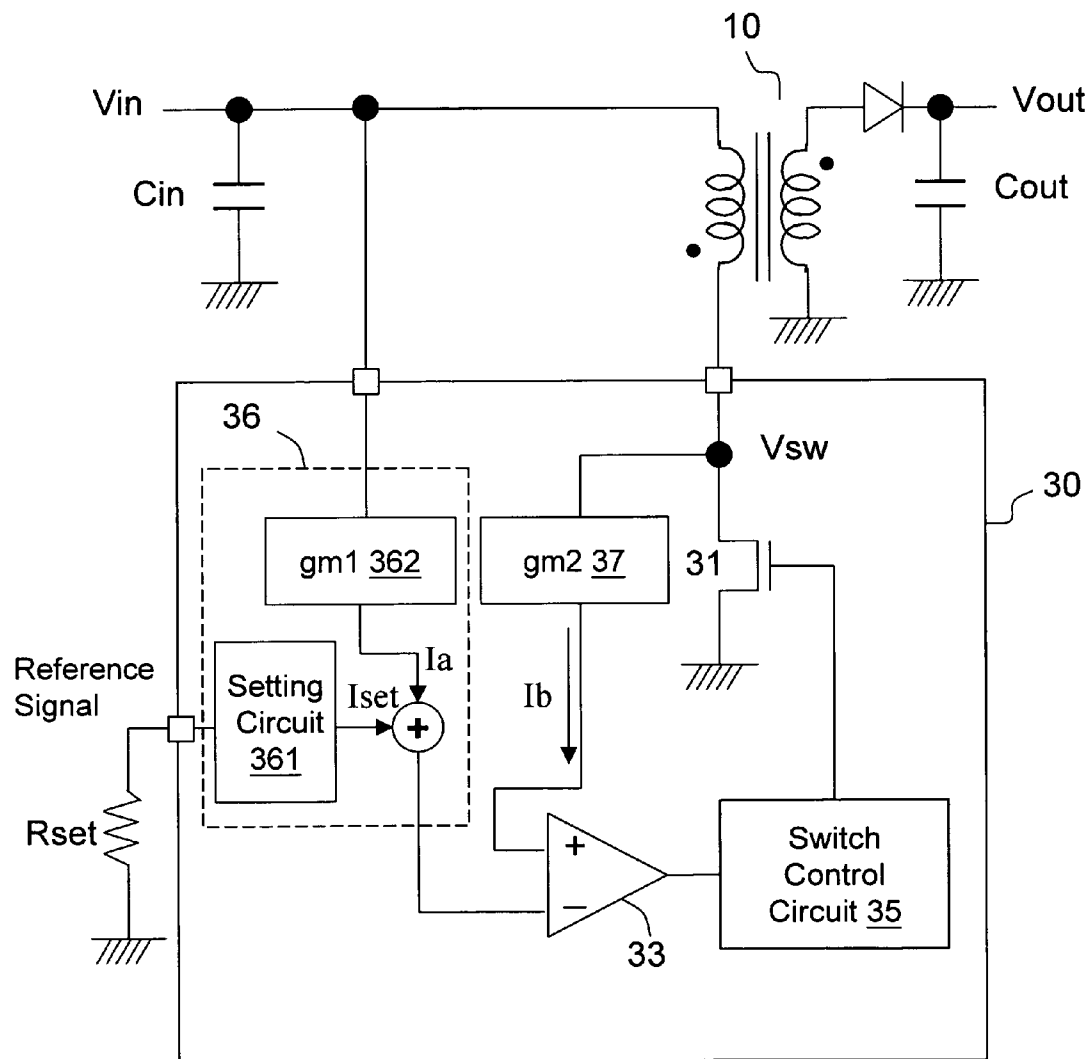 10
Vin
Vout
Cin
Cout
36
Vsw
30
gm1 362
gm2 37
31
Reference
Signal
Ia
Setting
Circuit
361
Iset
+
Ib
Rset
+
−
Switch
Control
Circuit 35
33